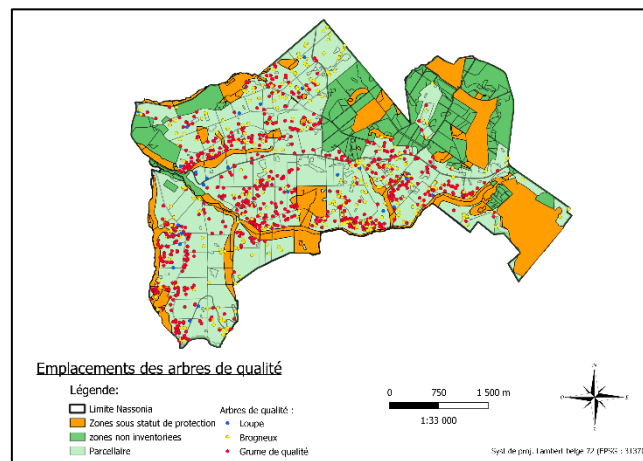 Emplacements des arbres de qualité
Légende:
Limite Nassonia
Zones sous statut de protection
zones non inventoriees
Parcellaire
Arbres de qualité :
Loupe
Brogneux
Grume de qualité
0 750 1 500 m
1:33 000
N
Syst de proj. Lambert belge 72 (EPSG : 3137